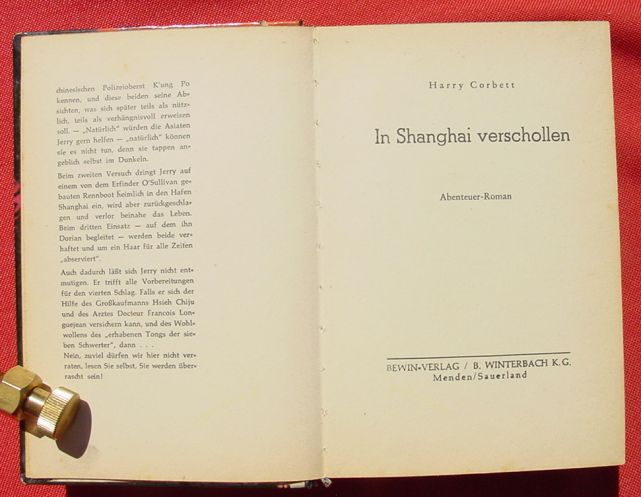 chinesischen Polizeioberst K'ung Po
kennen, und diese beiden seine Ab-
sichten, was sich später teils als nütz-
lich, teils als verhängnisvoll erweisen
soll. — „Natürlich" würden die Asiaten
Jerry gern helfen — „natürlich" können
sie es nicht tun, denn sie tappen an-
geblich selbst im Dunkeln.
Beim zweiten Versuch dringt Jerry auf
einem von dem Erfinder O'Sullivan ge-
bauten Rennboot heimlich in den Hafen
Shanghai ein, wird aber zurückgeschla-
gen und verlor beinahe das Leben.
Beim dritten Einsatz — auf dem ihn
Dorian begleitet — werden beide ver-
haftet und um ein Haar für alle Zeiten
„abserviert".
Auch dadurch läßt sich Jerry nicht ent-
mutigen. Er trifft alle Vorbereitungen
für den vierten Schlag. Falls er sich der
Hilfe des Großkaufmanns Hsieh Chiju
und des Arztes Docteur Francois Lon-
guejean versichern kann, und des Wohl-
wollens des „erhabenen Tongs der sie-
ben Schwerter", dann . . .
Nein, zuviel dürfen wir hier nicht ver-
raten, lesen Sie selbst, Sie werden über-
rascht sein!
Harry Corbett
In Shanghai verschollen
Abenteuer-Roman
BEWIN-VERLAG / B. WINTERBACH K.G.
Menden/Sauerland